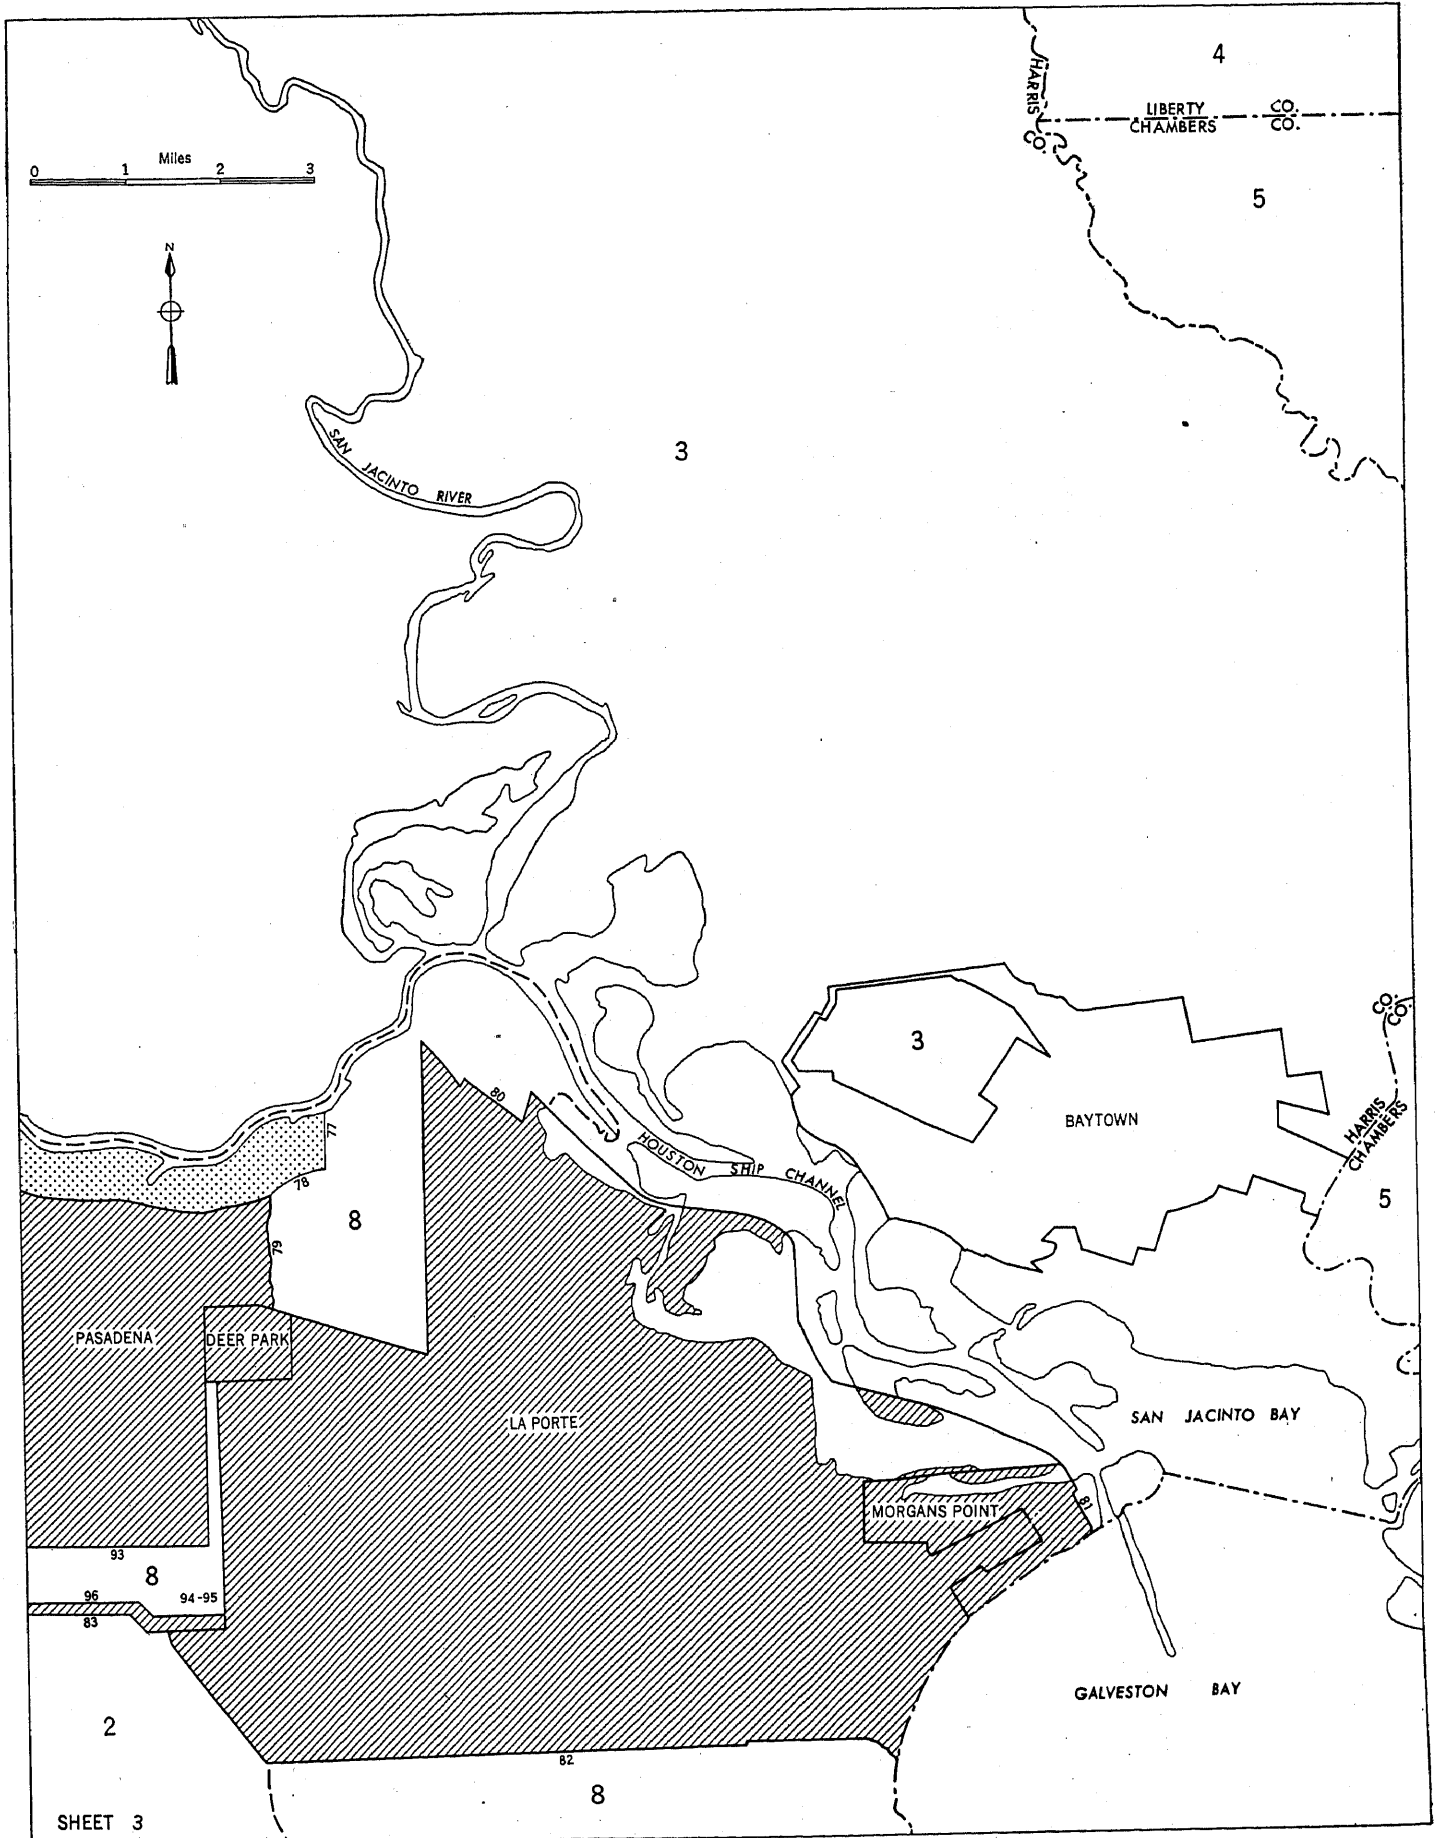 4
HARRIS
CO.
LIBERTY CO.
CHAMBERS CO.
Miles
0 1 2 3
5
N
3
SAN JACINTO RIVER
3
CO.
CO.
BAYTOWN
HARRIS
CHAMBERS
80
77
HOUSTON SHIP CHANNEL
78
5
8
79
PASADENA
DEER PARK
SAN JACINTO BAY
LA PORTE
81
MORGANS POINT
93
8
96
94-95
83
GALVESTON BAY
2
82
8
SHEET 3